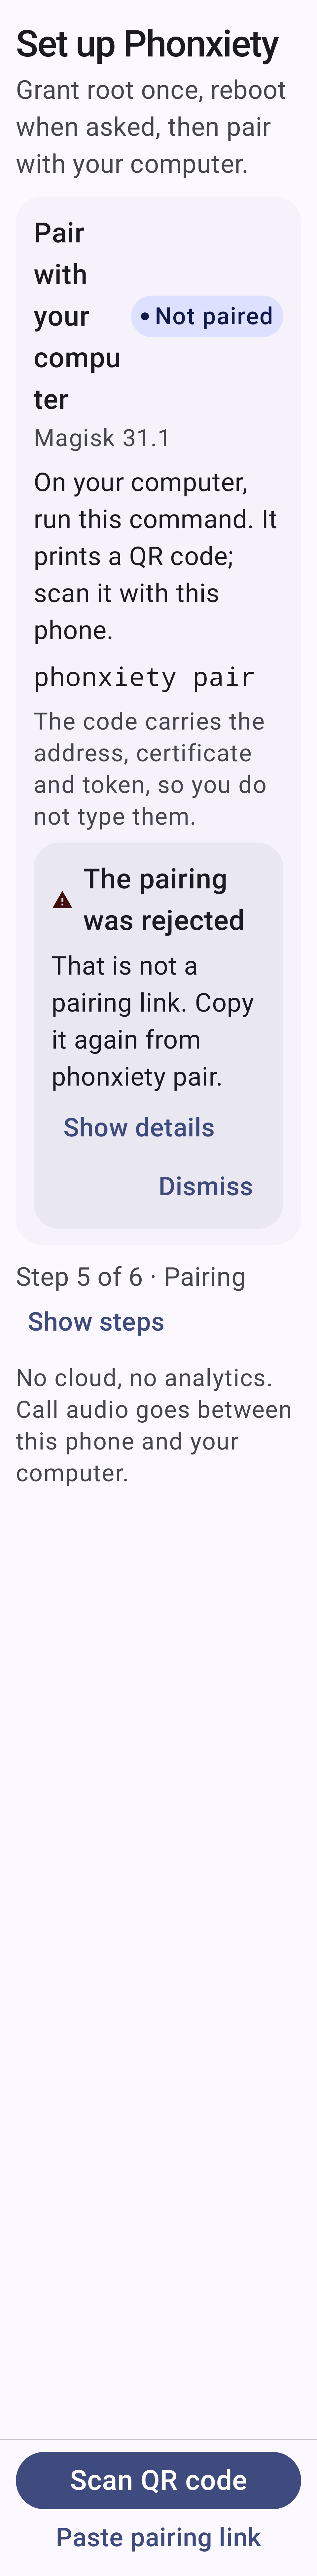 Set up Phonxiety
Grant root once, reboot
when asked, then pair
with your computer.
Pair
with
your
compu
ter
• Not paired
Magisk 31.1
On your computer,
run this command. It
prints a QR code;
scan it with this
phone.
phonxiety pair
The code carries the
address, certificate
and token, so you do
not type them.
The pairing
was rejected
That is not a
pairing link. Copy
it again from
phonxiety pair.
Show details
Dismiss
Step 5 of 6 · Pairing
Show steps
No cloud, no analytics.
Call audio goes between
this phone and your
computer.
Scan QR code
Paste pairing link